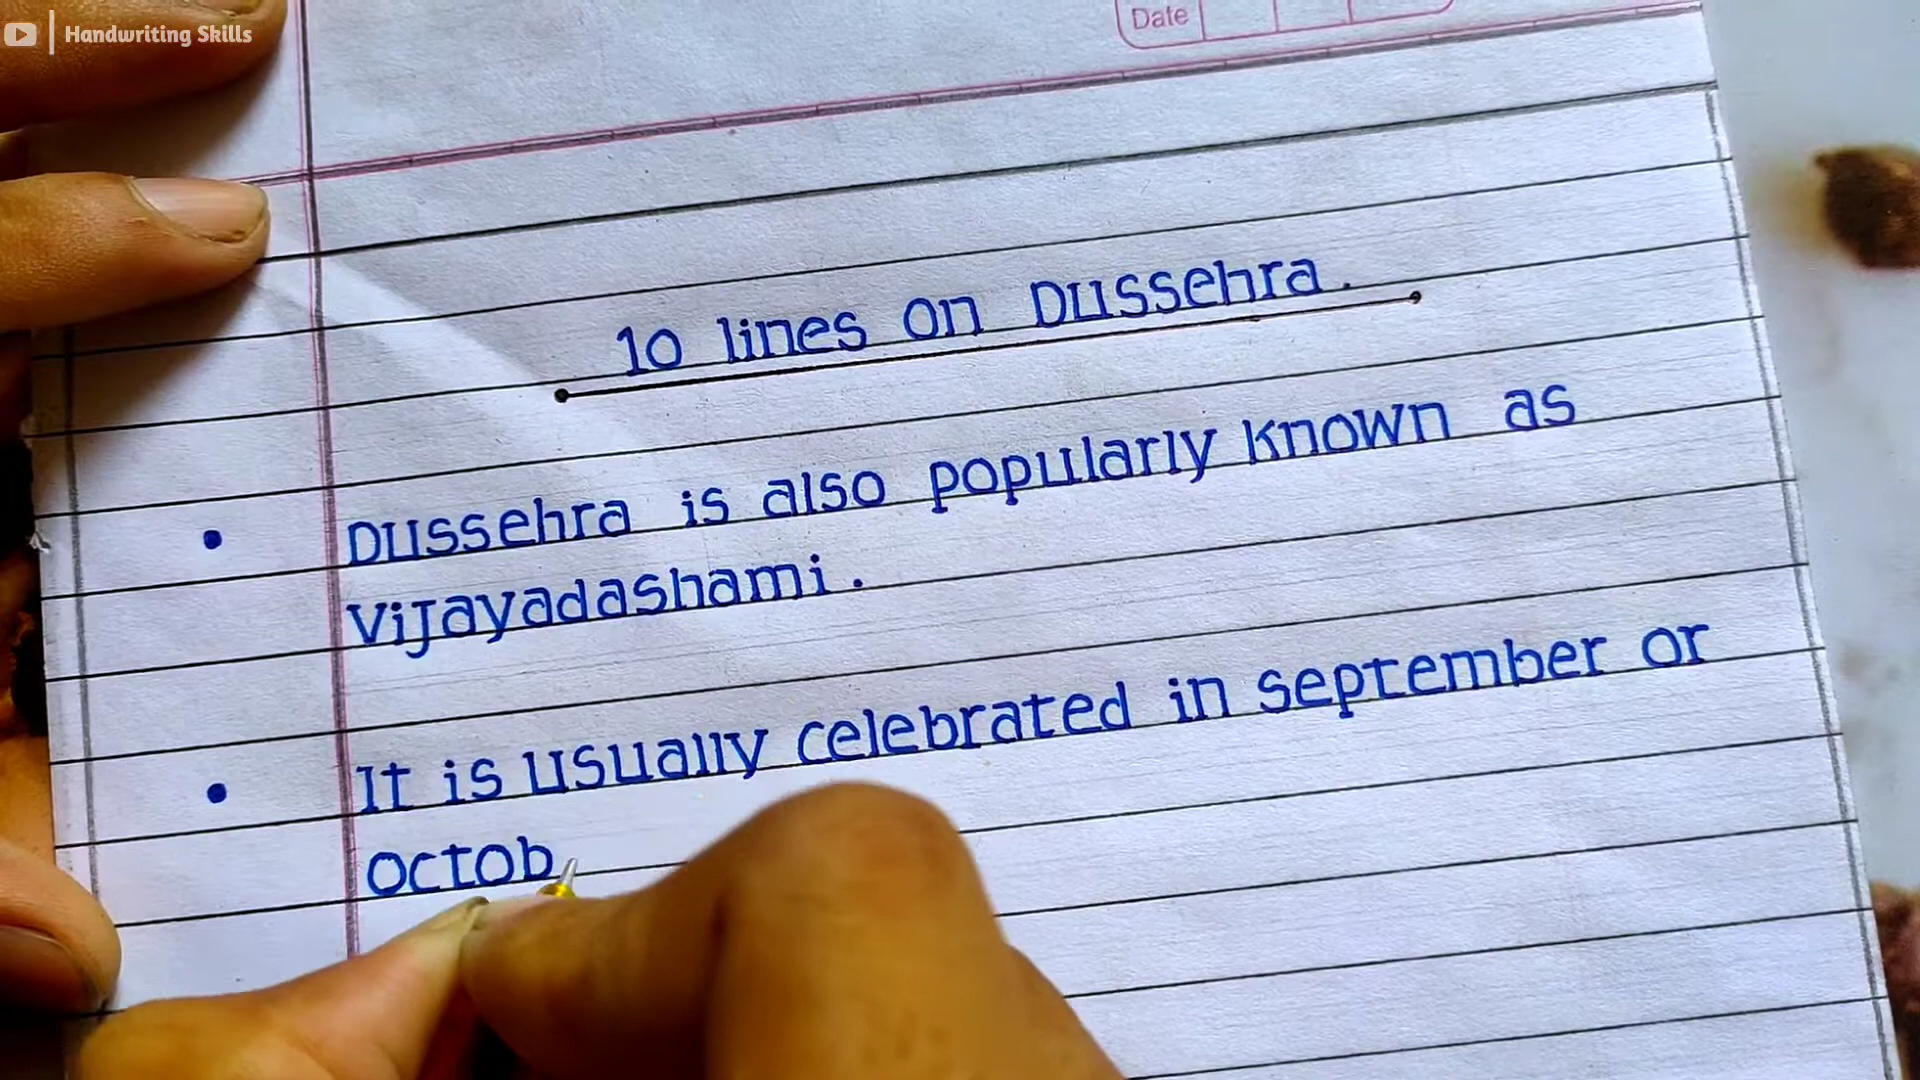 Handwriting Skills
Date
10 lines on Dussehra.
• Dussehra is also popularly known as
Vijayadashami.
• It is usually celebrated in september or
octob